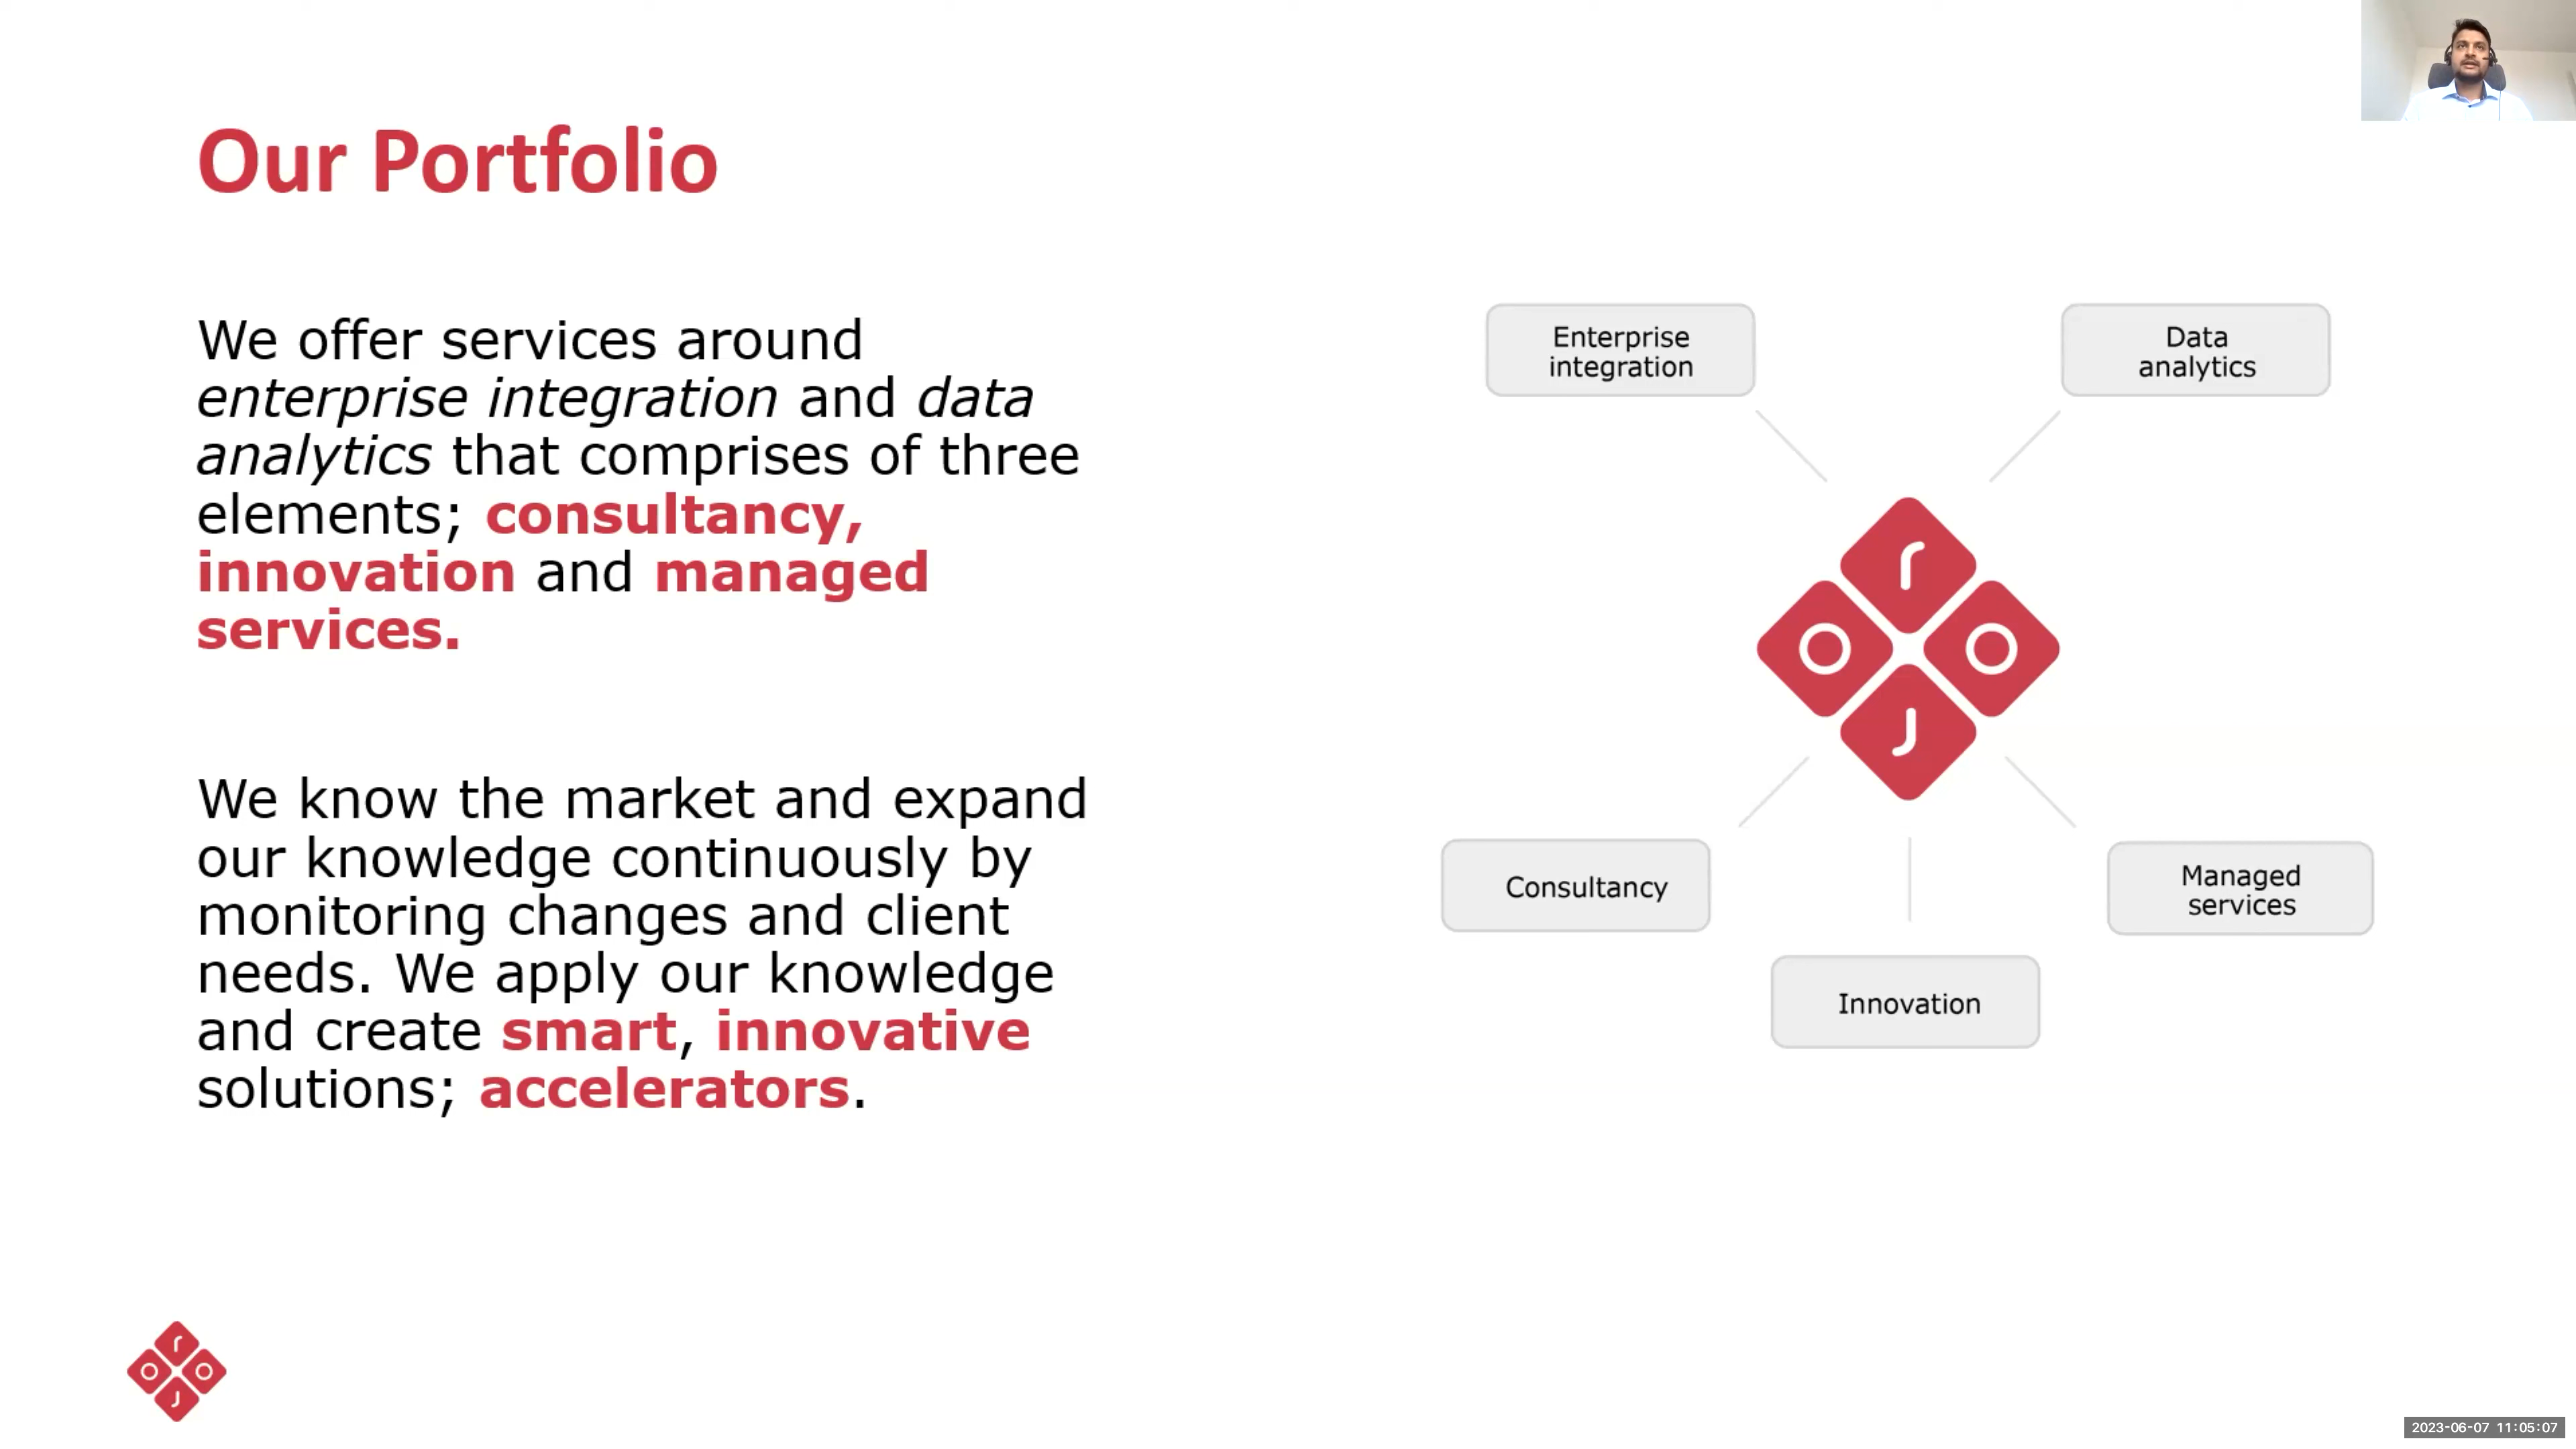 Our Portfolio
We offer services around
enterprise integration and data
analytics that comprises of three
elements; consultancy,
innovation and managed
services.
We know the market and expand
our knowledge continuously by
monitoring changes and client
needs. We apply our knowledge
and create smart, innovative
solutions; accelerators.
Enterprise
integration
Data
analytics
r
O O
J
Consultancy
Managed
services
Innovation
r
O O
J
2023-06-07 11:05:07